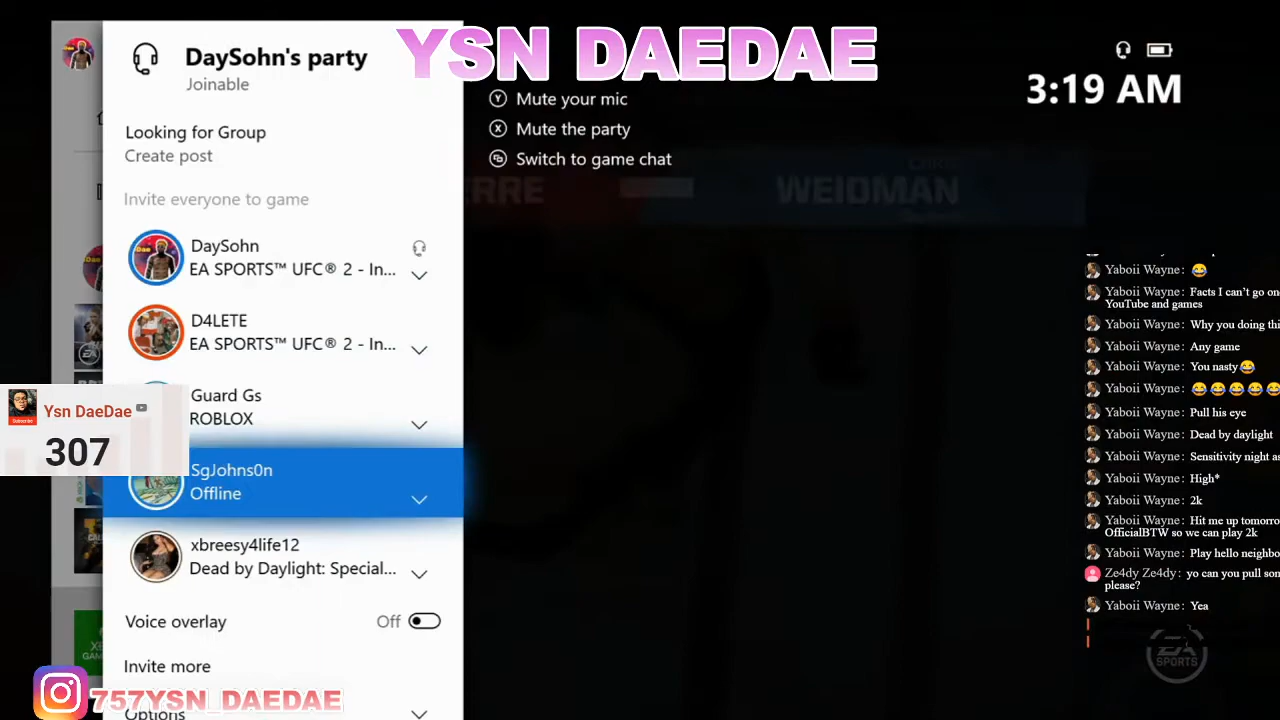 YSN DAEDAE
DaySohn's party
Joinable
3:19 AM
Looking for Group
Create post
Invite everyone to game
Y Mute your mic
X Mute the party
Switch to game chat
WEIDMAN
DaySohn
EA SPORTS™ UFC® 2 - In...
D4LETE
EA SPORTS™ UFC® 2 - In...
Guard Gs
ROBLOX
SgJohns0n
Offline
xbreesy4life12
Dead by Daylight: Special...
Voice overlay Off
Invite more
Options
Ysn DaeDae
Subscribe
307
757YSN_DAEDAE
Yaboii Wayne: 😂
Yaboii Wayne: Facts I can't go on
YouTube and games
Yaboii Wayne: Why you doing thi
Yaboii Wayne: Any game
Yaboii Wayne: You nasty😂
Yaboii Wayne: 😂😂😂😂😂
Yaboii Wayne: Pull his eye
Yaboii Wayne: Dead by daylight
Yaboii Wayne: Sensitivity night as
Yaboii Wayne: High*
Yaboii Wayne: 2k
Yaboii Wayne: Hit me up tomorro
OfficialBTW so we can play 2k
Yaboii Wayne: Play hello neighbo
Ze4dy Ze4dy: yo can you pull som
please?
Yaboii Wayne: Yea
EA
SPORTS